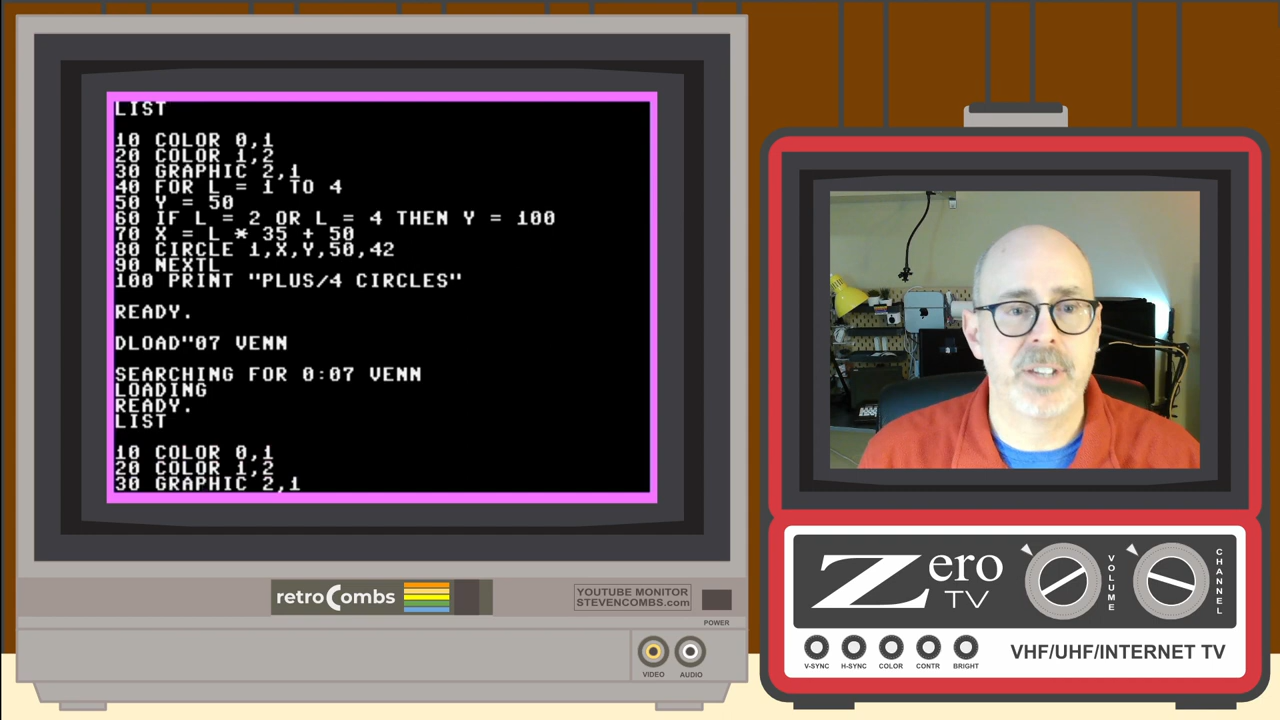 LIST
10 COLOR 0,1
20 COLOR 1,2
30 GRAPHIC 2,1
40 FOR L = 1 TO 4
50 Y = 50
60 IF L = 2 OR L = 4 THEN Y = 100
70 X = L * 35 + 50
80 CIRCLE 1,X,Y,50,42
90 NEXTL
100 PRINT "PLUS/4 CIRCLES"
READY.
DLOAD"07 VENN
SEARCHING FOR 0:07 VENN
LOADING
READY.
LIST
10 COLOR 0,1
20 COLOR 1,2
30 GRAPHIC 2,1
retroCombs
YOUTUBE MONITOR
STEVENCOMBS.com
POWER
VIDEO
AUDIO
Zero
TV
VOLUME
CHANNEL
V-SYNC
H-SYNC
COLOR
CONTR
BRIGHT
VHF/UHF/INTERNET TV